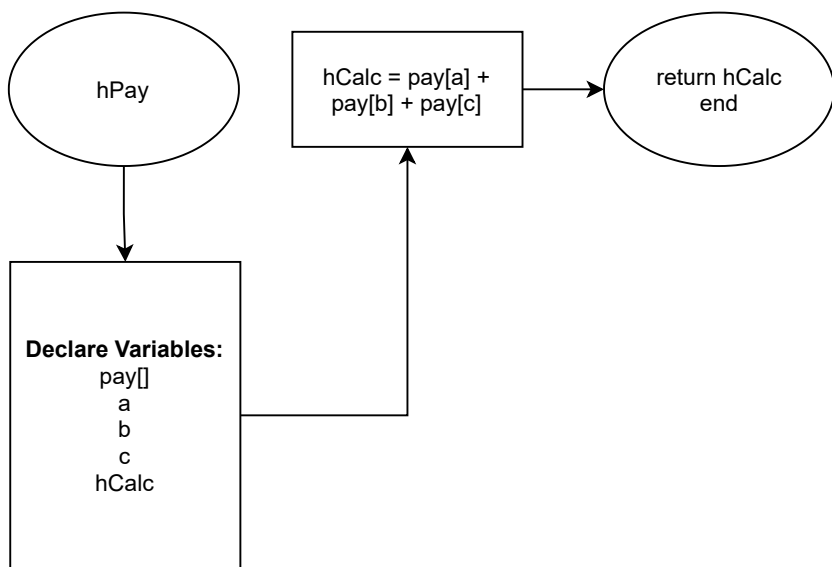 hPay
Declare Variables:
pay[]
a
b
c
hCalc
hCalc = pay[a] +
pay[b] + pay[c]
return hCalc
end